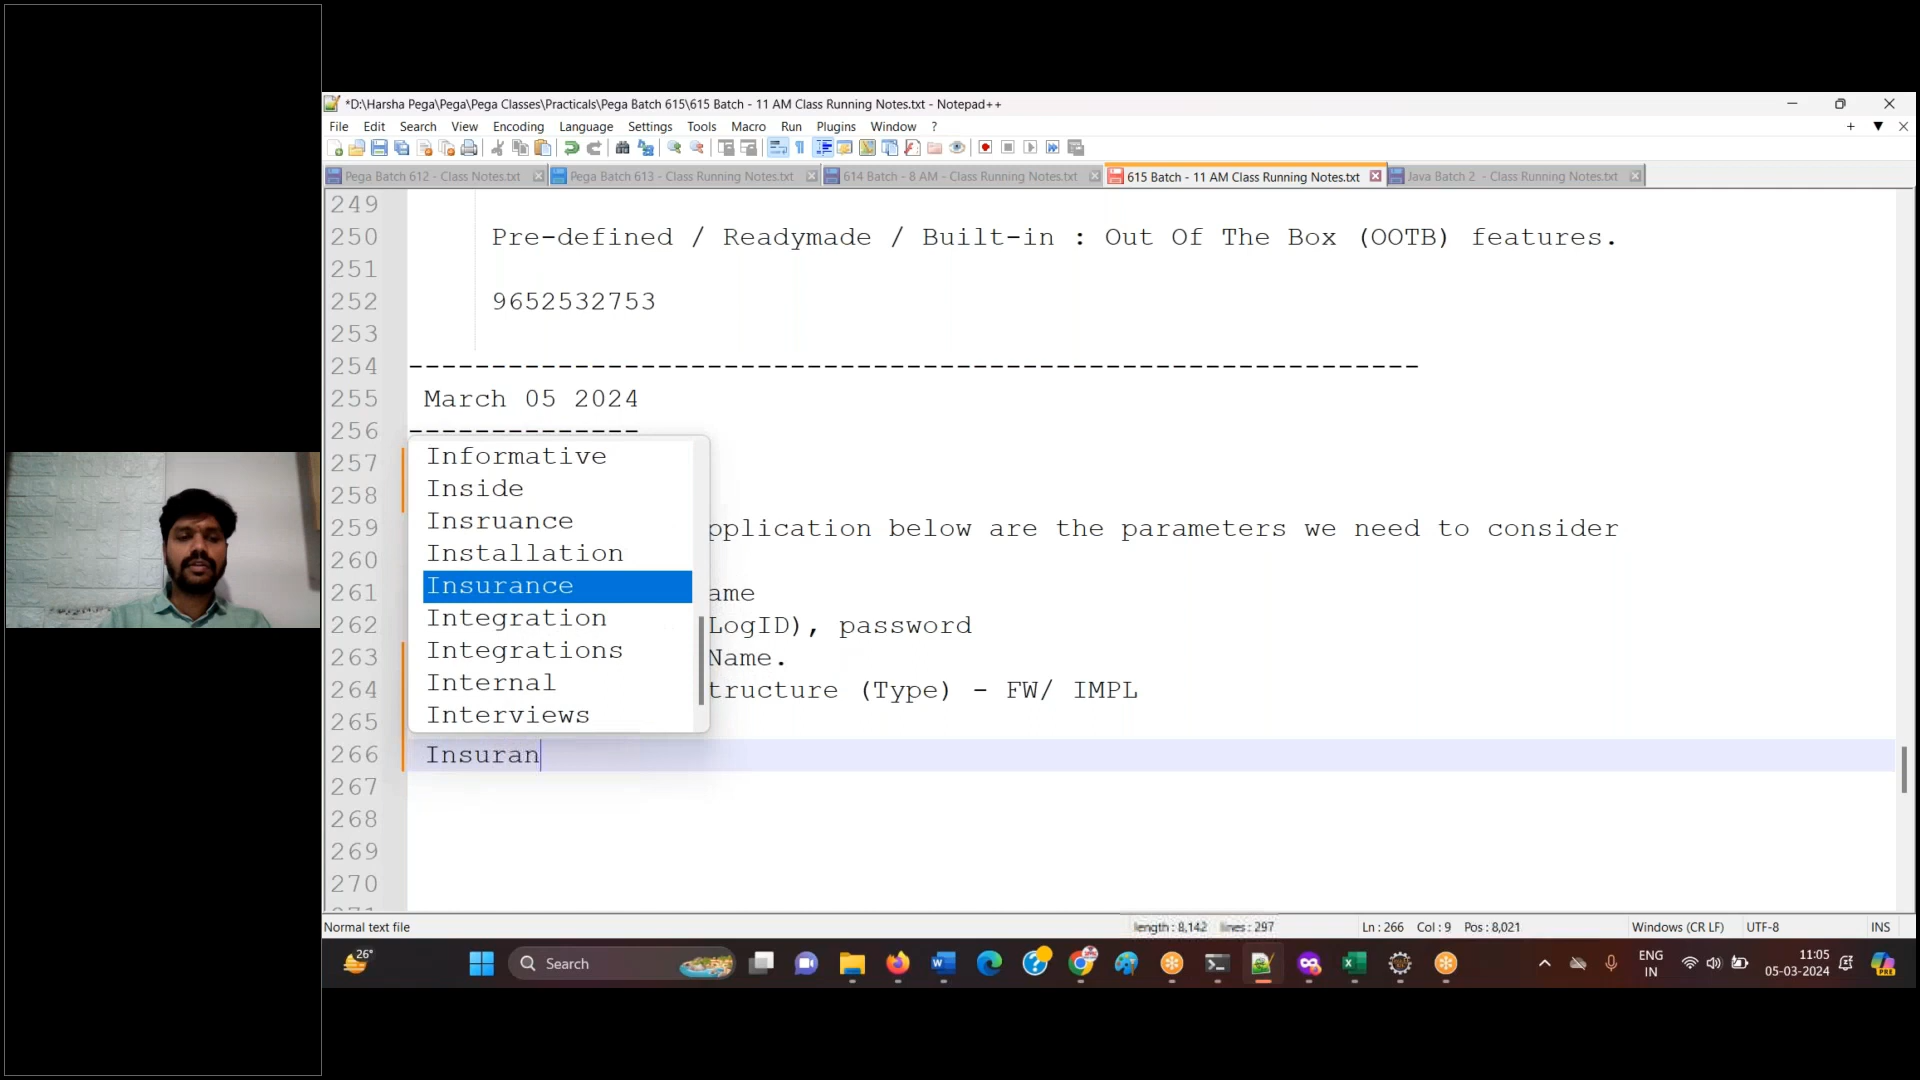 *D:\Harsha Pega\Pega\Pega Classes\Practicals\Pega Batch 615\615 Batch - 11 AM Class Running Notes.txt - Notepad++
File Edit Search View Encoding Language Settings Tools Macro Run Plugins Window ?
Pega Batch 612 - Class Notes.txt Pega Batch 613 - Class Running Notes.txt 614 Batch - 8 AM - Class Running Notes.txt 615 Batch - 11 AM Class Running Notes.txt Java Batch 2 - Class Running Notes.txt
249
250 Pre-defined / Readymade / Built-in : Out Of The Box (OOTB) features.
251
252 9652532753
253
254 --------------------------------------------------------------
255 March 05 2024
256 --------------
257
258
259 pplication below are the parameters we need to consider
260
261 ame
262 LogID), password
263 Name.
264 tructure (Type) - FW/ IMPL
265
266 Insuran
267
268
269
270
Informative
Inside
Insruance
Installation
Insurance
Integration
Integrations
Internal
Interviews
Normal text file length : 8,142 lines : 297 Ln : 266 Col : 9 Pos : 8,021 Windows (CR LF) UTF-8 INS
26°
Search
ENG
IN
11:05
05-03-2024